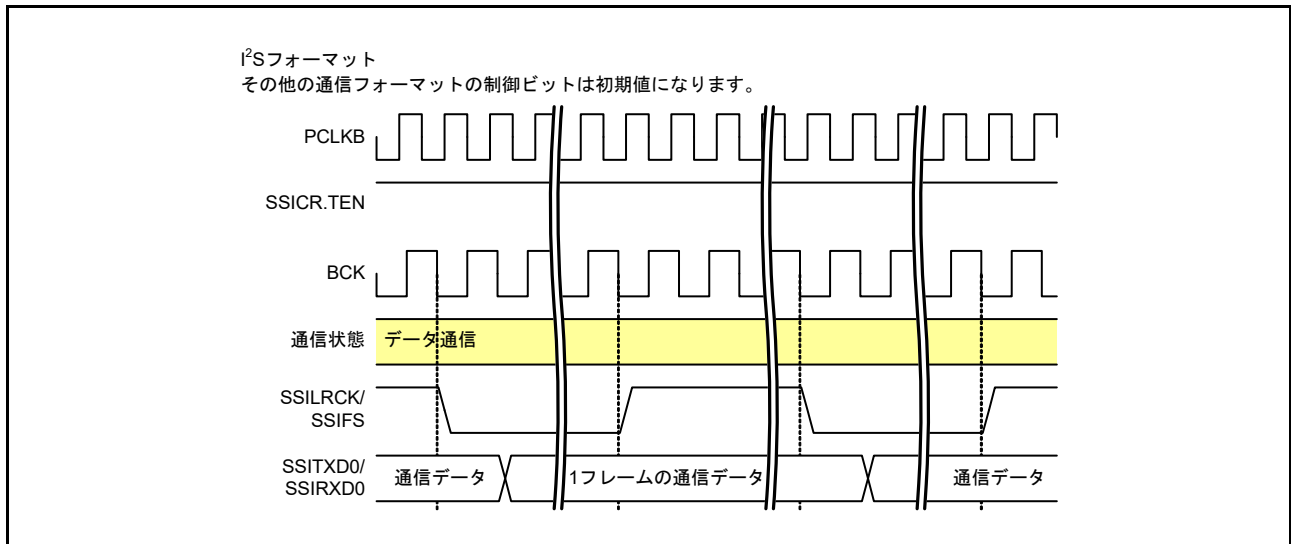 I²Sフォーマット
その他の通信フォーマットの制御ビットは初期値になります。
PCLKB
SSICR.TEN
BCK
通信状態 データ通信
SSILRCK/
SSIFS
SSITXD0/
SSIRXD0
通信データ 1フレームの通信データ 通信データ